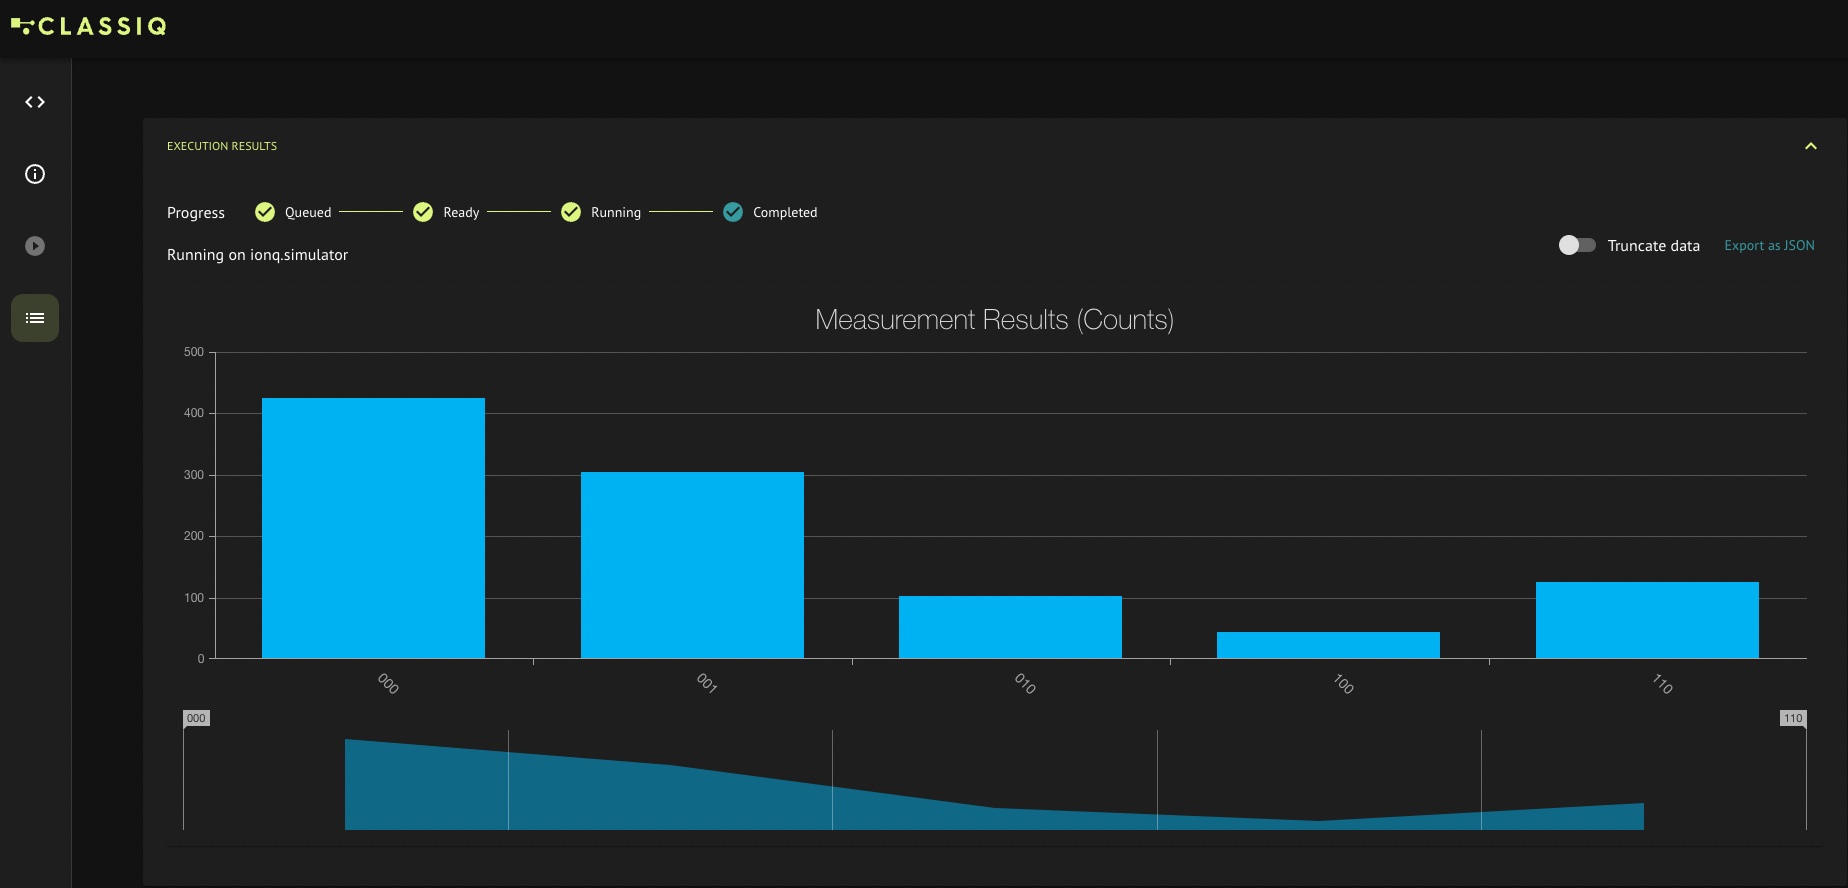 CLASSIQ
EXECUTION RESULTS
Progress Queued Ready Running Completed
Running on ionq.simulator
Truncate data Export as JSON
Measurement Results (Counts)
500
400
300
200
100
0
000 001 010 100 110
000 110